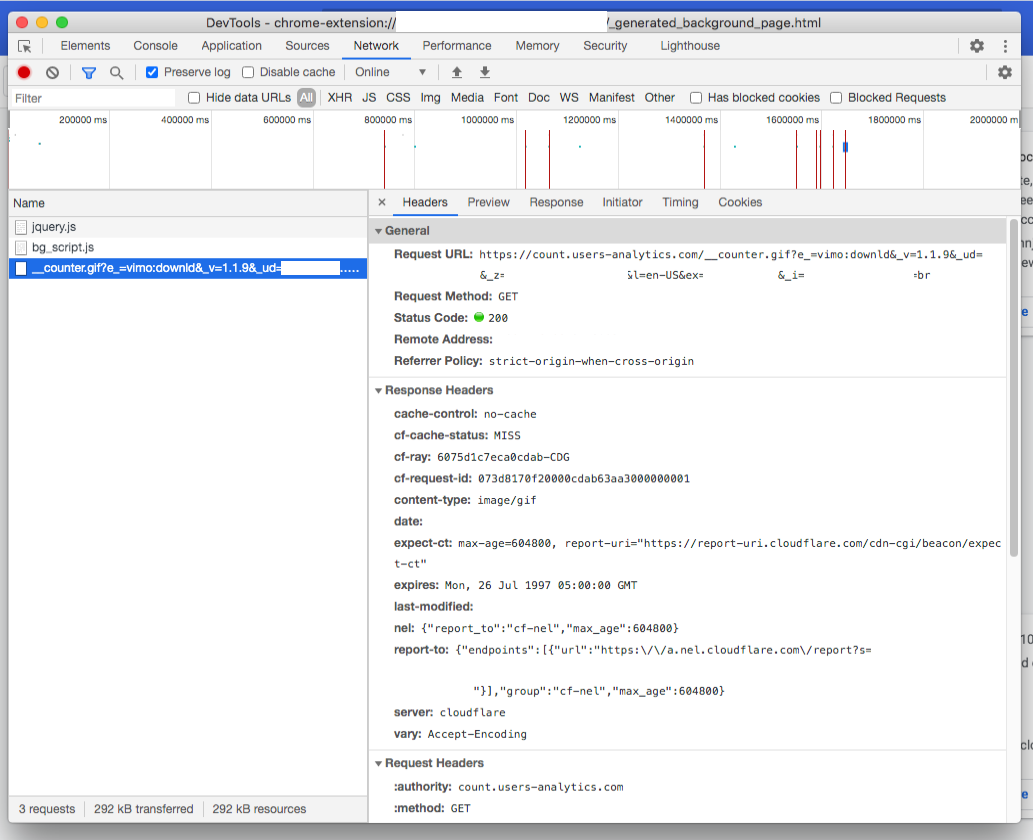 DevTools - chrome-extension:// /_generated_background_page.html
Elements Console Application Sources Network Performance Memory Security Lighthouse
Preserve log Disable cache Online
Filter Hide data URLs All XHR JS CSS Img Media Font Doc WS Manifest Other Has blocked cookies Blocked Requests
200000 ms 400000 ms 600000 ms 800000 ms 1000000 ms 1200000 ms 1400000 ms 1600000 ms 1800000 ms 2000000 m
Name
jquery.js
bg_script.js
__counter.gif?e_=vimo:downld&_v=1.1.9&_ud= .....
Headers Preview Response Initiator Timing Cookies
General
Request URL: https://count.users-analytics.com/__counter.gif?e_=vimo:downld&_v=1.1.9&_ud=
&_z= &l=en-US&ex= &_i= =br
Request Method: GET
Status Code: 200
Remote Address:
Referrer Policy: strict-origin-when-cross-origin
Response Headers
cache-control: no-cache
cf-cache-status: MISS
cf-ray: 6075d1c7eca0cdab-CDG
cf-request-id: 073d8170f20000cdab63aa3000000001
content-type: image/gif
date:
expect-ct: max-age=604800, report-uri="https://report-uri.cloudflare.com/cdn-cgi/beacon/expec
t-ct"
expires: Mon, 26 Jul 1997 05:00:00 GMT
last-modified:
nel: {"report_to":"cf-nel","max_age":604800}
report-to: {"endpoints":[{"url":"https:\/\/a.nel.cloudflare.com\/report?s=
"}],"group":"cf-nel","max_age":604800}
server: cloudflare
vary: Accept-Encoding
Request Headers
:authority: count.users-analytics.com
:method: GET
3 requests 292 kB transferred 292 kB resources